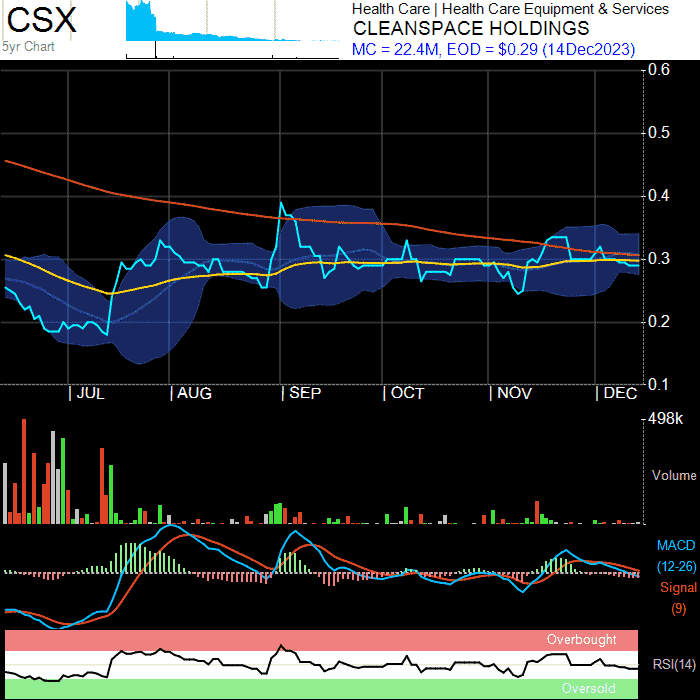 CSX
5yr Chart
Health Care | Health Care Equipment & Services
CLEANSPACE HOLDINGS
MC = 22.4M, EOD = $0.29 (14Dec2023)
0.6
0.5
0.4
0.3
0.2
0.1
JUL AUG SEP OCT NOV DEC
498k
Volume
MACD
(12-26)
Signal
(9)
Overbought
RSI(14)
Oversold